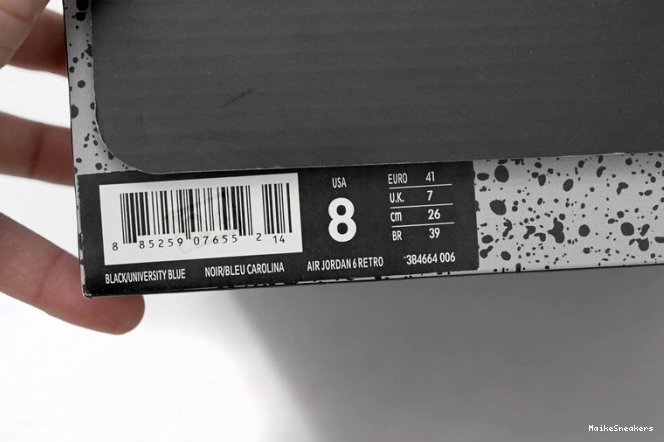 USA
8
EURO 41
U.K. 7
cm 26
BR 39
8 85259 07655 2 14
BLACK/UNIVERSITY BLUE NOIR/BLEU CAROLINA AIR JORDAN 6 RETRO 384664 006
MaikeSneakers